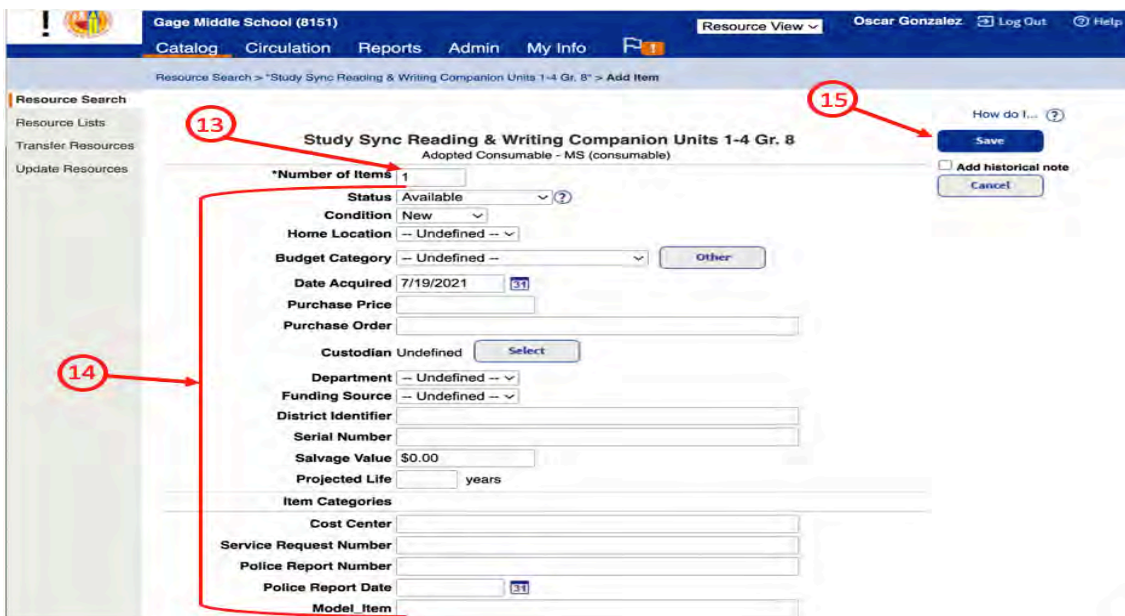 !
Gage Middle School (8151)
Resource View
Oscar Gonzalez Log Out ? Help
Catalog Circulation Reports Admin My Info 1
Resource Search > "Study Sync Reading & Writing Companion Units 1-4 Gr. 8" > Add Item
Resource Search
Resource Lists
Transfer Resources
Update Resources
13
15
How do I... ?
Study Sync Reading & Writing Companion Units 1-4 Gr. 8
Adopted Consumable - MS (consumable)
Save
Add historical note
Cancel
*Number of Items 1
Status Available ?
Condition New
Home Location -- Undefined --
Budget Category -- Undefined -- Other
Date Acquired 7/19/2021 31
Purchase Price
Purchase Order
Custodian Undefined Select
14
Department -- Undefined --
Funding Source -- Undefined --
District Identifier
Serial Number
Salvage Value $0.00
Projected Life years
Item Categories
Cost Center
Service Request Number
Police Report Number
Police Report Date 31
Model_Item